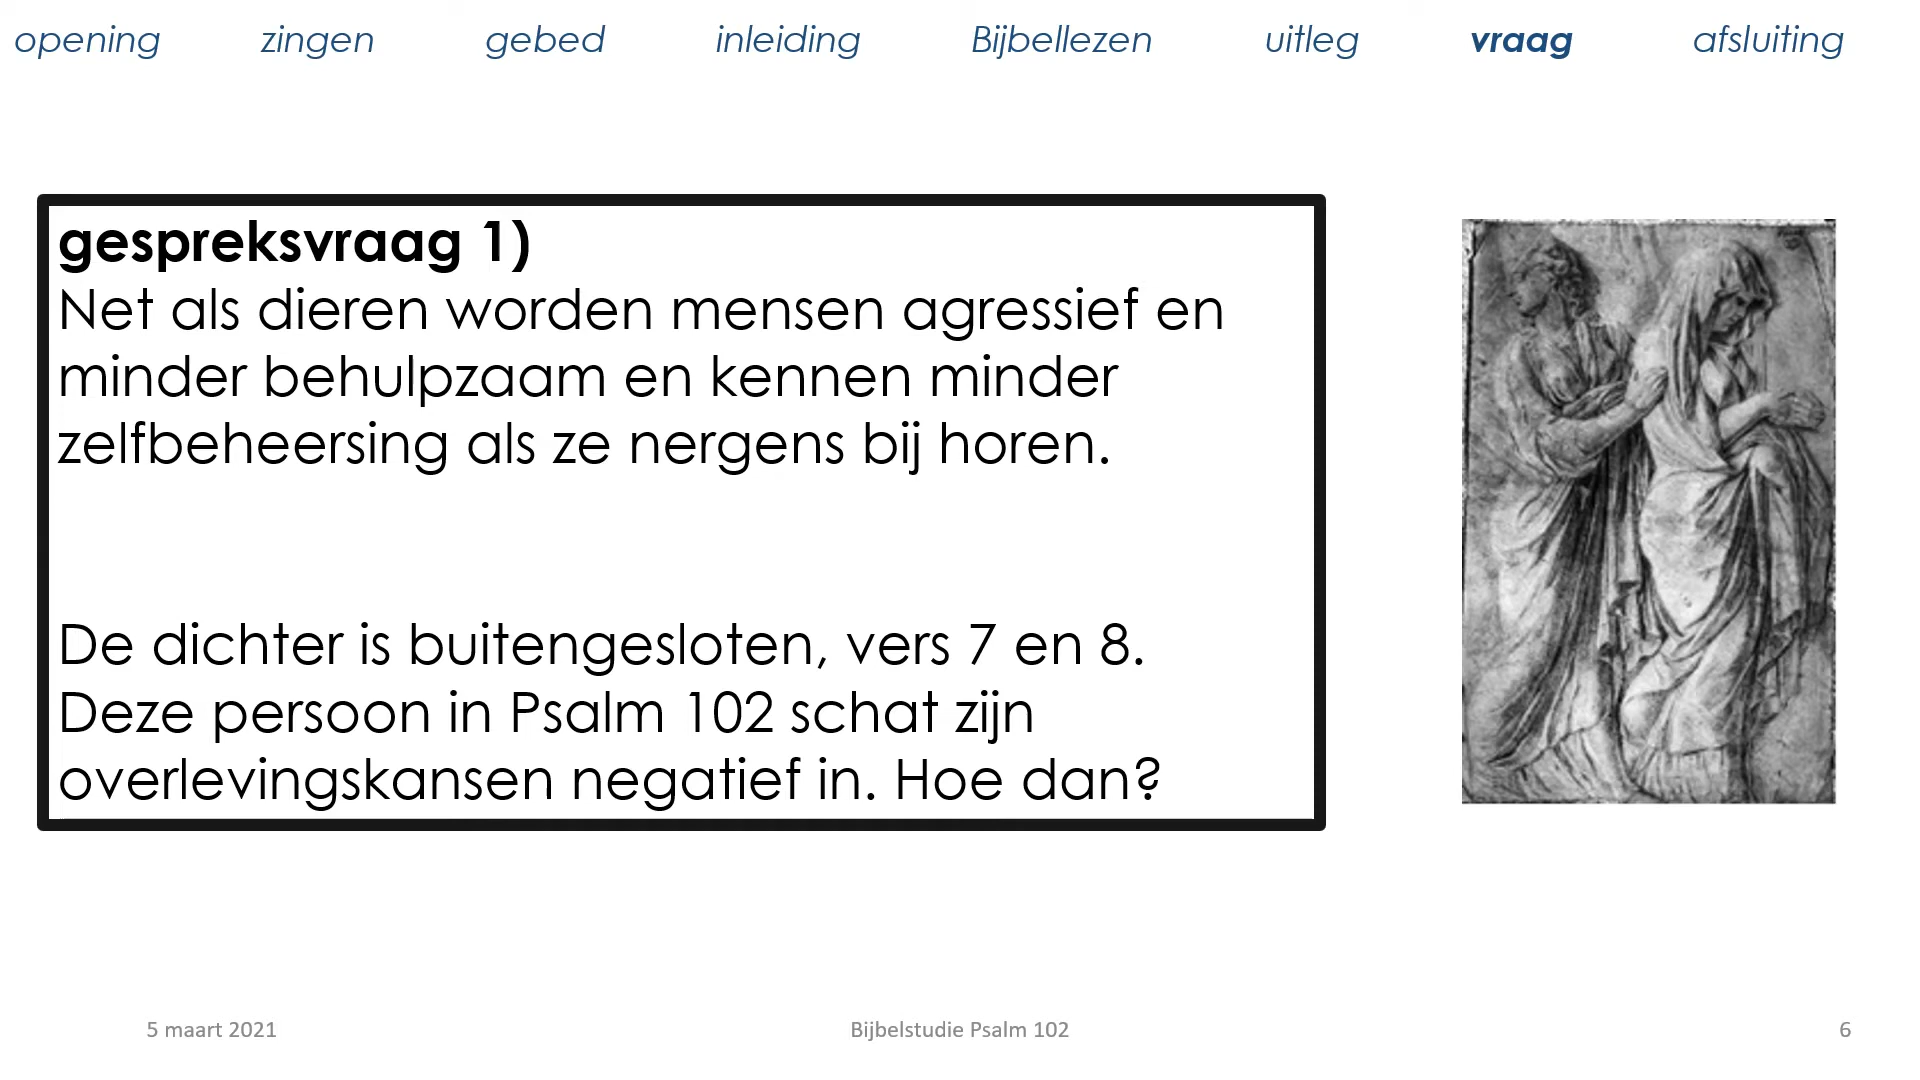 opening zingen gebed inleiding Bijbellezen uitleg vraag afsluiting
gespreksvraag 1)
Net als dieren worden mensen agressief en
minder behulpzaam en kennen minder
zelfbeheersing als ze nergens bij horen.
De dichter is buitengesloten, vers 7 en 8.
Deze persoon in Psalm 102 schat zijn
overlevingskansen negatief in. Hoe dan?
5 maart 2021 Bijbelstudie Psalm 102 6